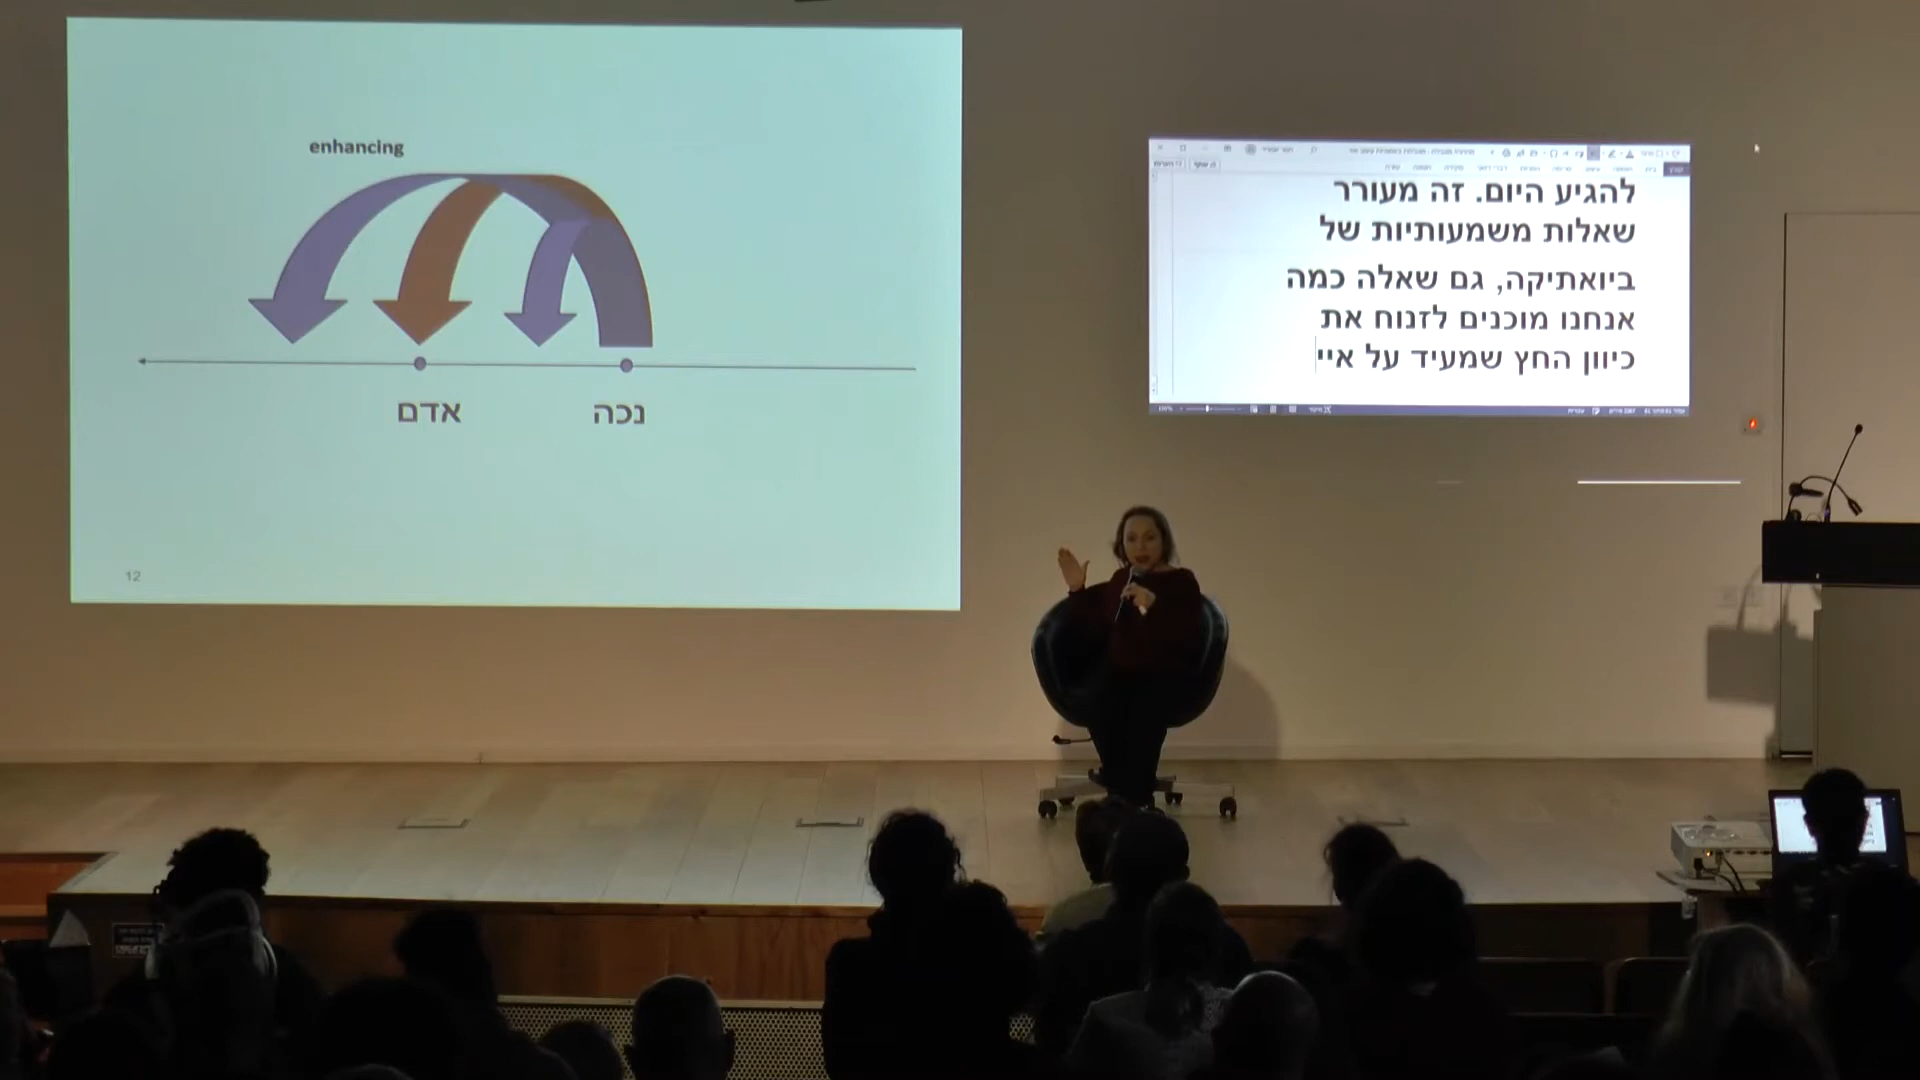 enhancing
אדם
נכה
12
להגיע היום. זה מעורר
שאלות משמעותיות של
ביואתיקה, גם שאלה כמה
אנחנו מוכנים לזנוח את
כיוון החץ שמעיד על איי